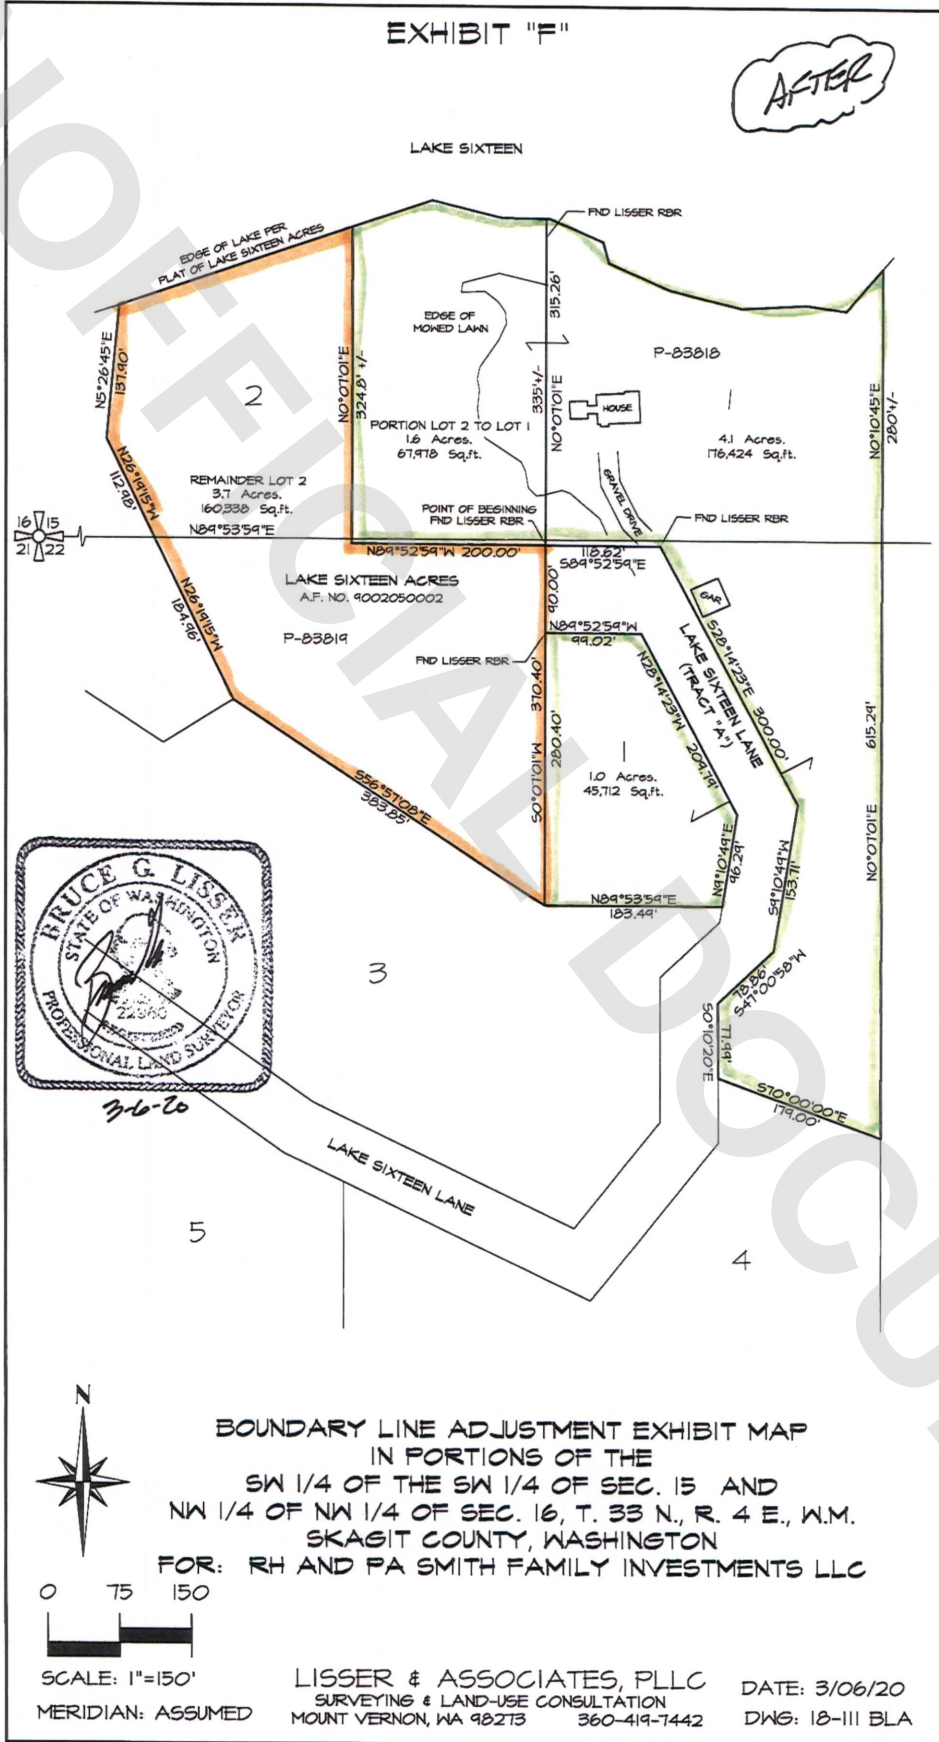 EXHIBIT "F"
AFTER
LAKE SIXTEEN
FND LISSER RBR
EDGE OF LAKE PER
PLAT OF LAKE SIXTEEN ACRES
315.26'
EDGE OF
MOWED LAWN
N5°26'45"E
137.90'
N0°07'01"E
324.8' +/-
335'+/-
N0°07'01"E
P-83818
2
HOUSE
1
N0°10'45"E
280'+/-
PORTION LOT 2 TO LOT 1
1.6 Acres.
67,978 Sq.ft.
4.1 Acres.
176,424 Sq.ft.
N26°19'15"W
112.98'
REMAINDER LOT 2
3.7 Acres.
160,338 Sq.ft.
GRAVEL DRIVE
POINT OF BEGINNING
FND LISSER RBR
FND LISSER RBR
16 15
21 22
N89°53'59"E
N89°52'59"W 200.00'
118.62'
S89°52'59"E
LAKE SIXTEEN ACRES
A.F. NO. 9002050002
90.00'
GAR
N26°19'15"W
184.96'
P-83819
N89°52'59"W
99.02'
FND LISSER RBR
S28°14'23"E 300.00'
LAKE SIXTEEN LANE
(TRACT "A")
N28°14'23"W 209.79'
S0°07'01"W 370.40'
280.40'
N0°07'01"E 615.29'
1
1.0 Acres.
45,712 Sq.ft.
S56°57'08"E
383.85'
N9°10'49"E
96.29'
S9°10'49"W
153.71'
N89°53'59"E
183.49'
BRUCE G. LISSER
STATE OF WASHINGTON
22960
REGISTERED
PROFESSIONAL LAND SURVEYOR
3-6-20
3
78.86'
S47°00'58"W
S0°10'20"E
77.99'
S70°00'00"E
179.00'
LAKE SIXTEEN LANE
5
4
N
BOUNDARY LINE ADJUSTMENT EXHIBIT MAP
IN PORTIONS OF THE
SW 1/4 OF THE SW 1/4 OF SEC. 15 AND
NW 1/4 OF NW 1/4 OF SEC. 16, T. 33 N., R. 4 E., W.M.
SKAGIT COUNTY, WASHINGTON
FOR: RH AND PA SMITH FAMILY INVESTMENTS LLC
0 75 150
SCALE: 1"=150'
MERIDIAN: ASSUMED
LISSER & ASSOCIATES, PLLC
SURVEYING & LAND-USE CONSULTATION
MOUNT VERNON, WA 98273 360-419-7442
DATE: 3/06/20
DWG: 18-111 BLA